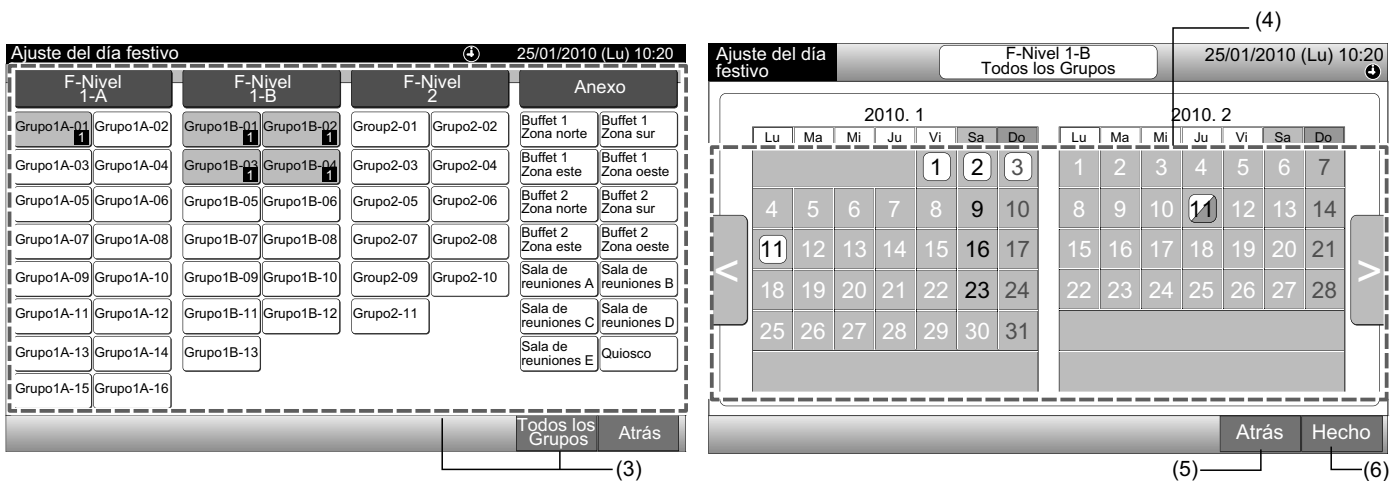 (4)
Ajuste del día festivo 25/01/2010 (Lu) 10:20
F-Nivel 1-A F-Nivel 1-B F-Nivel 2 Anexo
Grupo1A-01 1 Grupo1A-02 Grupo1B-01 1 Grupo1B-02 1 Group2-01 Grupo2-02 Buffet 1 Zona norte Buffet 1 Zona sur
Grupo1A-03 Grupo1A-04 Grupo1B-03 1 Grupo1B-04 1 Grupo2-03 Grupo2-04 Buffet 1 Zona este Buffet 1 Zona oeste
Grupo1A-05 Grupo1A-06 Grupo1B-05 Grupo1B-06 Grupo2-05 Grupo2-06 Buffet 2 Zona norte Buffet 2 Zona sur
Grupo1A-07 Grupo1A-08 Grupo1B-07 Grupo1B-08 Grupo2-07 Grupo2-08 Buffet 2 Zona este Buffet 2 Zona oeste
Grupo1A-09 Grupo1A-10 Grupo1B-09 Grupo1B-10 Group2-09 Grupo2-10 Sala de reuniones A Sala de reuniones B
Grupo1A-11 Grupo1A-12 Grupo1B-11 Grupo1B-12 Grupo2-11 Sala de reuniones C Sala de reuniones D
Grupo1A-13 Grupo1A-14 Grupo1B-13 Sala de reuniones E Quiosco
Grupo1A-15 Grupo1A-16
Todos los Grupos Atrás
(3)
Ajuste del día
festivo
F-Nivel 1-B
Todos los Grupos
25/01/2010 (Lu) 10:20
2010. 1
Lu Ma Mi Ju Vi Sa Do
1 2 3
4 5 6 7 8 9 10
11 12 13 14 15 16 17
18 19 20 21 22 23 24
25 26 27 28 29 30 31
2010. 2
Lu Ma Mi Ju Vi Sa Do
1 2 3 4 5 6 7
8 9 10 11 12 13 14
15 16 17 18 19 20 21
22 23 24 25 26 27 28
< >
Atrás Hecho
(5) (6)